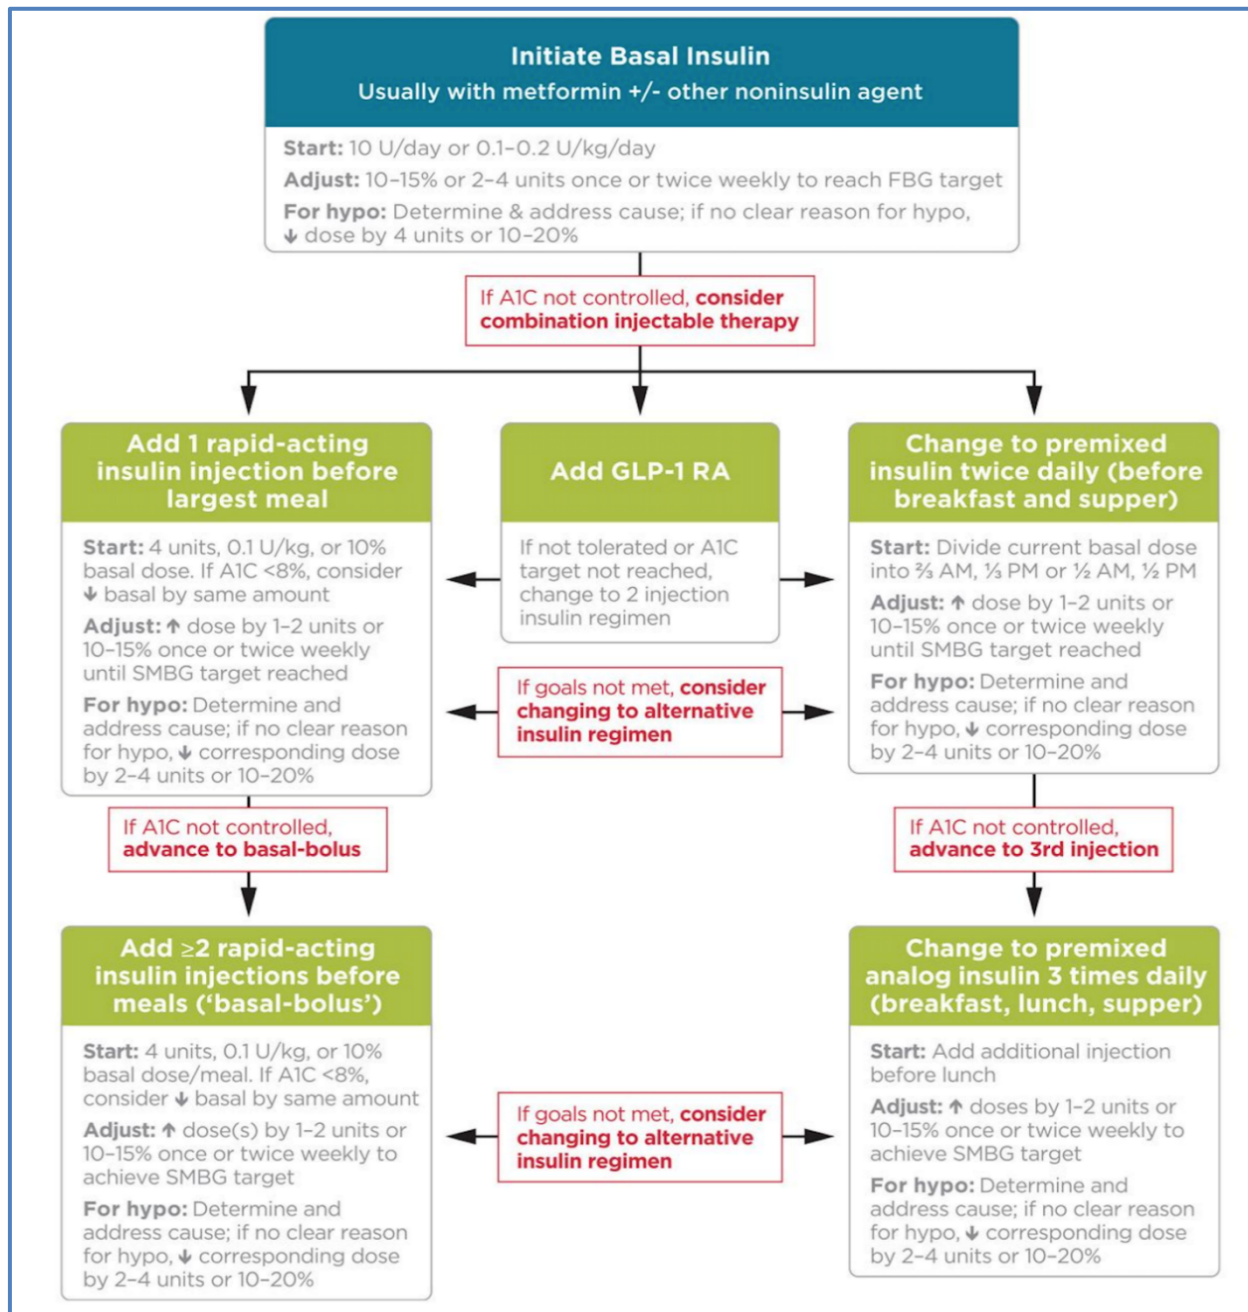 Initiate Basal Insulin
Usually with metformin +/- other noninsulin agent
Start: 10 U/day or 0.1–0.2 U/kg/day
Adjust: 10–15% or 2–4 units once or twice weekly to reach FBG target
For hypo: Determine & address cause; if no clear reason for hypo,
↓ dose by 4 units or 10–20%
If A1C not controlled, consider
combination injectable therapy
Add 1 rapid-acting
insulin injection before
largest meal
Start: 4 units, 0.1 U/kg, or 10%
basal dose. If A1C <8%, consider
↓ basal by same amount
Adjust: ↑ dose by 1–2 units or
10–15% once or twice weekly
until SMBG target reached
For hypo: Determine and
address cause; if no clear reason
for hypo, ↓ corresponding dose
by 2–4 units or 10–20%
Add GLP-1 RA
If not tolerated or A1C
target not reached,
change to 2 injection
insulin regimen
Change to premixed
insulin twice daily (before
breakfast and supper)
Start: Divide current basal dose
into ⅔ AM, ⅓ PM or ½ AM, ½ PM
Adjust: ↑ dose by 1–2 units or
10–15% once or twice weekly
until SMBG target reached
For hypo: Determine and
address cause; if no clear reason
for hypo, ↓ corresponding dose
by 2–4 units or 10–20%
If goals not met, consider
changing to alternative
insulin regimen
If A1C not controlled,
advance to basal-bolus
If A1C not controlled,
advance to 3rd injection
Add ≥2 rapid-acting
insulin injections before
meals (‘basal-bolus’)
Start: 4 units, 0.1 U/kg, or 10%
basal dose/meal. If A1C <8%,
consider ↓ basal by same amount
Adjust: ↑ dose(s) by 1–2 units or
10–15% once or twice weekly to
achieve SMBG target
For hypo: Determine and
address cause; if no clear reason
for hypo, ↓ corresponding dose
by 2–4 units or 10–20%
If goals not met, consider
changing to alternative
insulin regimen
Change to premixed
analog insulin 3 times daily
(breakfast, lunch, supper)
Start: Add additional injection
before lunch
Adjust: ↑ doses by 1–2 units or
10–15% once or twice weekly to
achieve SMBG target
For hypo: Determine and
address cause; if no clear reason
for hypo, ↓ corresponding dose
by 2–4 units or 10–20%